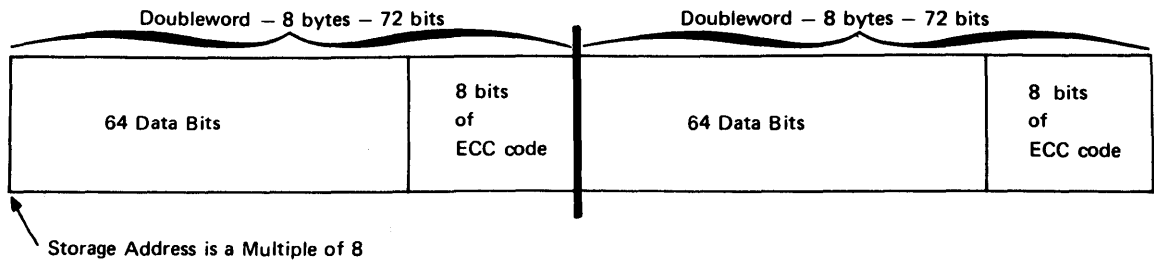 Doubleword – 8 bytes – 72 bits
Doubleword – 8 bytes – 72 bits
64 Data Bits
8 bits
of
ECC code
64 Data Bits
8 bits
of
ECC code
Storage Address is a Multiple of 8